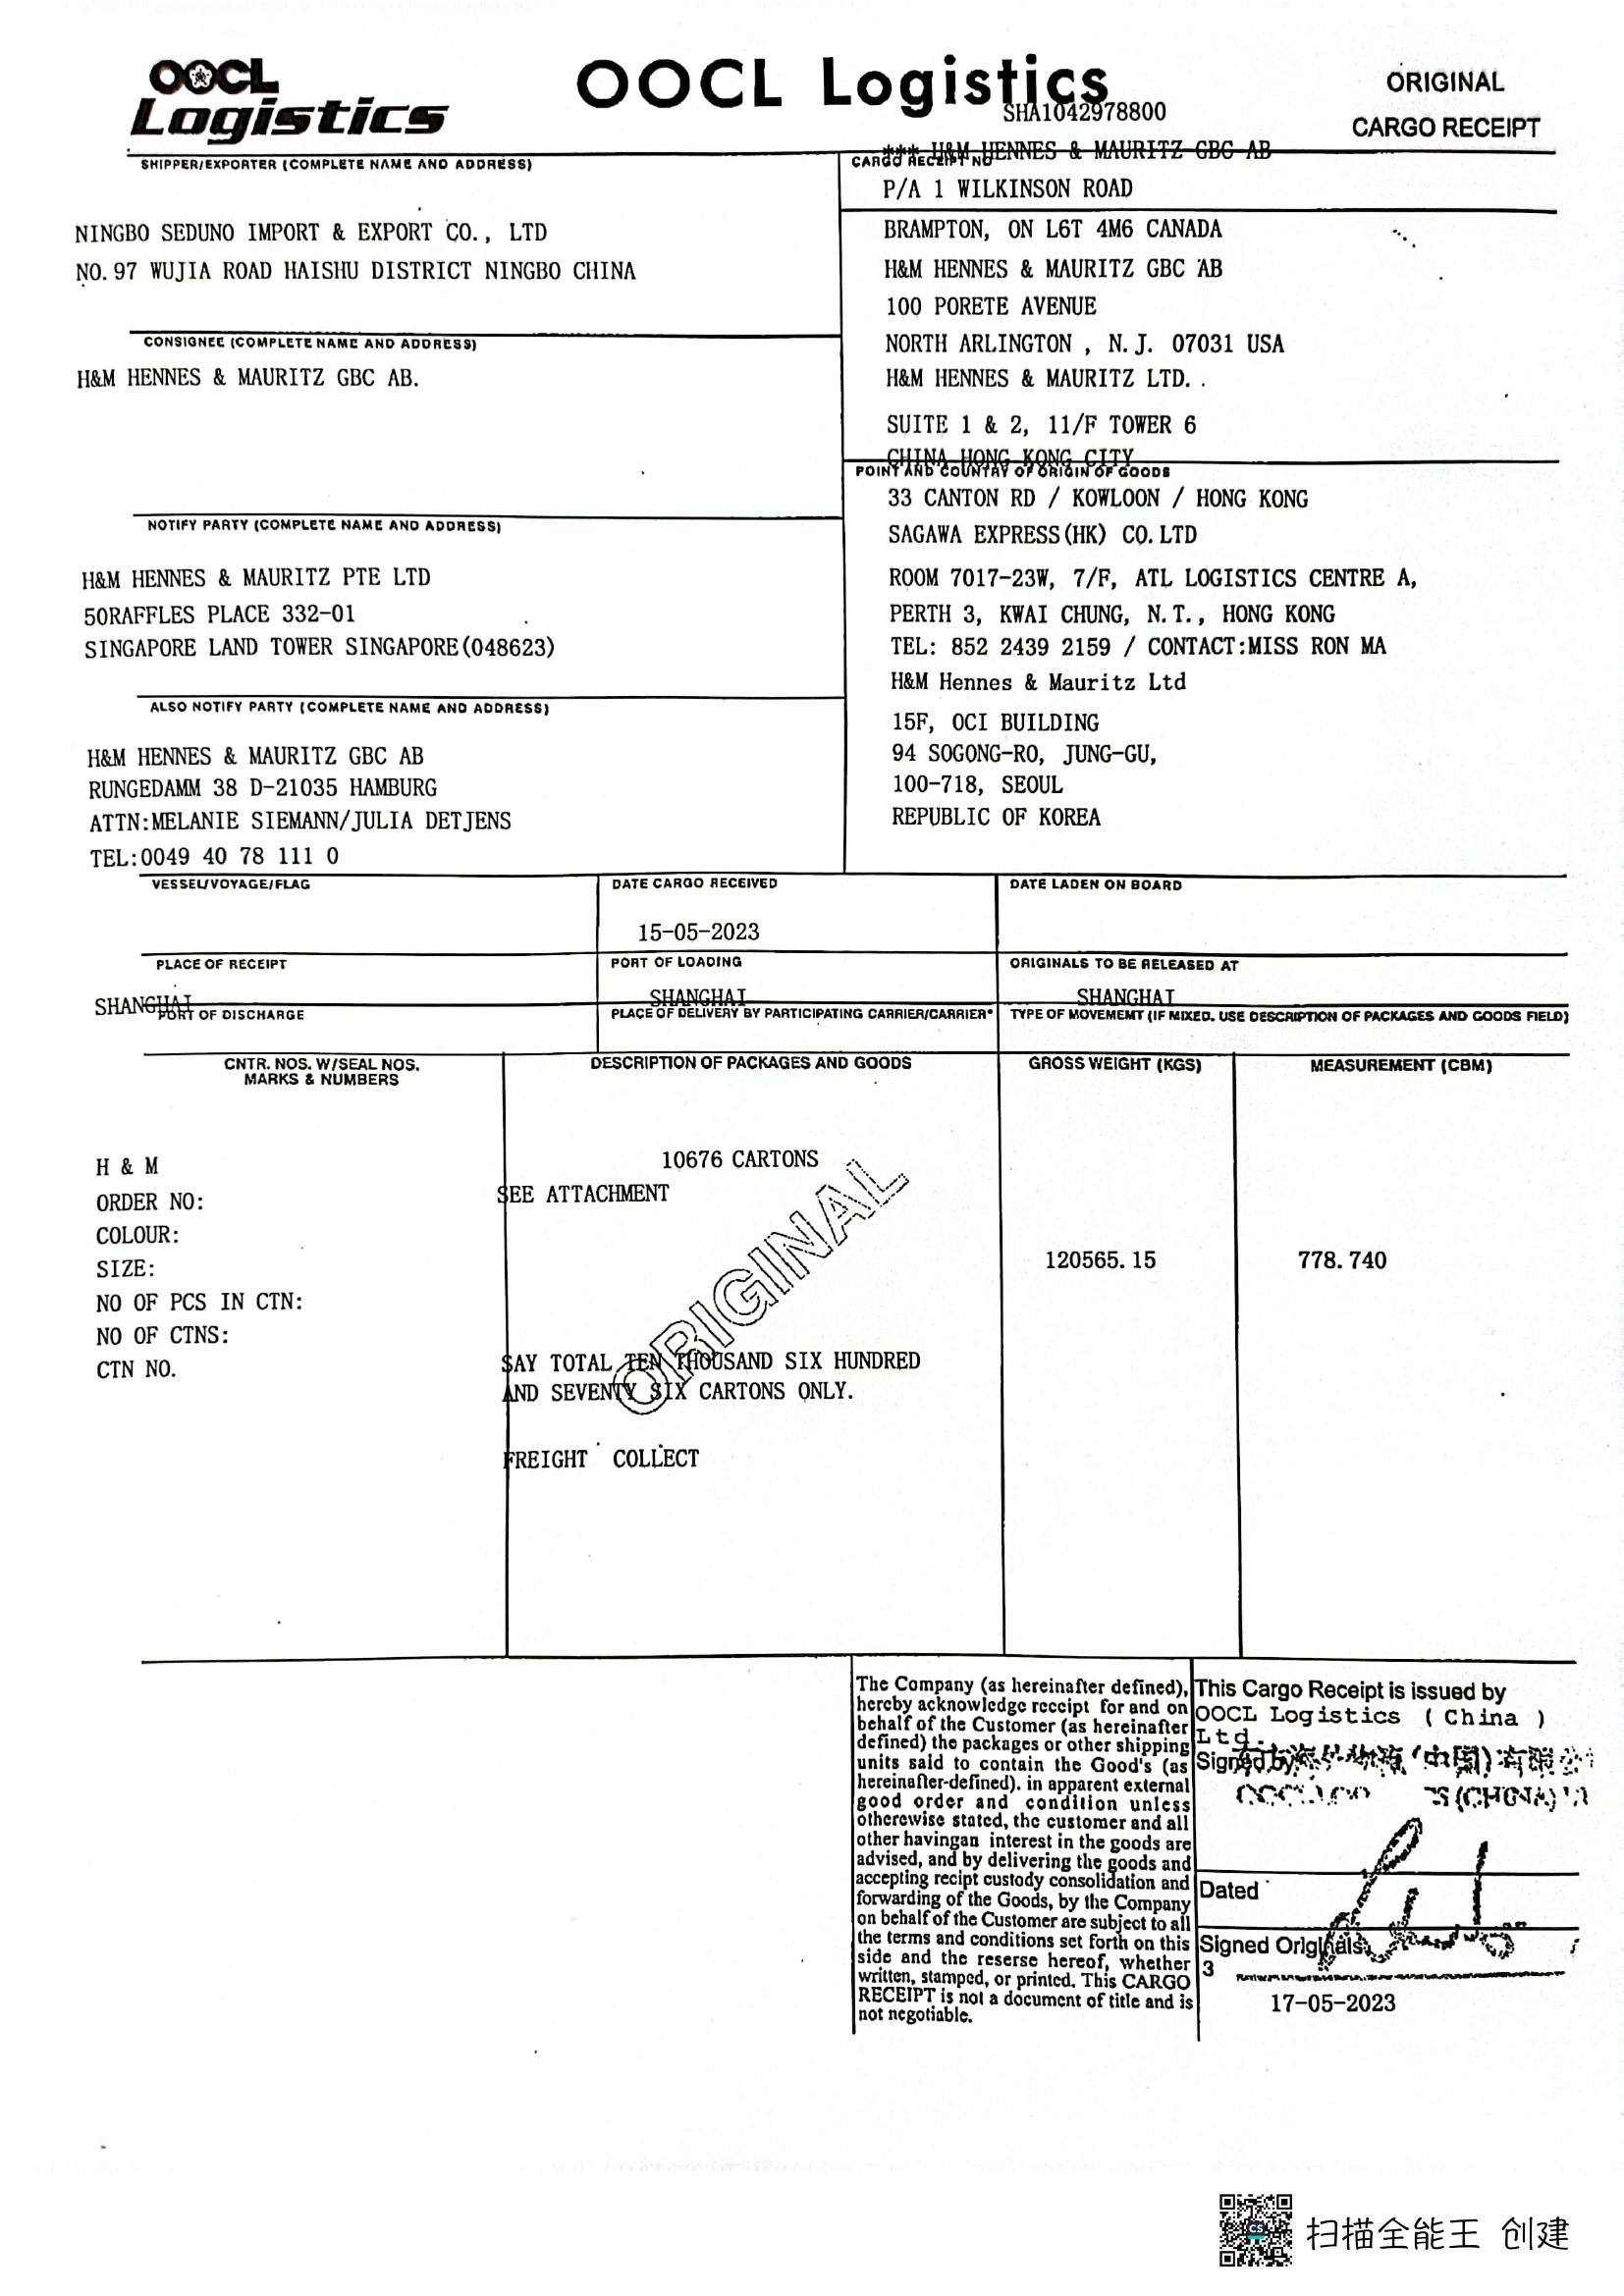 OOCL
Logistics
OOCL Logistics
SHA1042978800
ORIGINAL
CARGO RECEIPT
SHIPPER/EXPORTER (COMPLETE NAME AND ADDRESS)
NINGBO SEDUNO IMPORT & EXPORT CO., LTD
NO.97 WUJIA ROAD HAISHU DISTRICT NINGBO CHINA
CONSIGNEE (COMPLETE NAME AND ADDRESS)
H&M HENNES & MAURITZ GBC AB.
NOTIFY PARTY (COMPLETE NAME AND ADDRESS)
H&M HENNES & MAURITZ PTE LTD
50RAFFLES PLACE 332-01
SINGAPORE LAND TOWER SINGAPORE(048623)
ALSO NOTIFY PARTY (COMPLETE NAME AND ADDRESS)
H&M HENNES & MAURITZ GBC AB
RUNGEDAMM 38 D-21035 HAMBURG
ATTN:MELANIE SIEMANN/JULIA DETJENS
TEL:0049 40 78 111 0
*** H&M HENNES & MAURITZ GBC AB
CARGO RECEIPT NO
P/A 1 WILKINSON ROAD
BRAMPTON, ON L6T 4M6 CANADA
H&M HENNES & MAURITZ GBC AB
100 PORETE AVENUE
NORTH ARLINGTON , N.J. 07031 USA
H&M HENNES & MAURITZ LTD. .
SUITE 1 & 2, 11/F TOWER 6
CHINA HONG KONG CITY
POINT AND COUNTRY OF ORIGIN OF GOODS
33 CANTON RD / KOWLOON / HONG KONG
SAGAWA EXPRESS(HK) CO.LTD
ROOM 7017-23W, 7/F, ATL LOGISTICS CENTRE A,
PERTH 3, KWAI CHUNG, N.T., HONG KONG
TEL: 852 2439 2159 / CONTACT:MISS RON MA
H&M Hennes & Mauritz Ltd
15F, OCI BUILDING
94 SOGONG-RO, JUNG-GU,
100-718, SEOUL
REPUBLIC OF KOREA
VESSEL/VOYAGE/FLAG
DATE CARGO RECEIVED
15-05-2023
DATE LADEN ON BOARD
PLACE OF RECEIPT
SHANGHAI
PORT OF LOADING
SHANGHAI
ORIGINALS TO BE RELEASED AT
SHANGHAI
PORT OF DISCHARGE
PLACE OF DELIVERY BY PARTICIPATING CARRIER/CARRIER*
TYPE OF MOVEMEMT (IF MIXED. USE DESCRIPTION OF PACKAGES AND GOODS FIELD)
CNTR. NOS. W/SEAL NOS.
MARKS & NUMBERS
DESCRIPTION OF PACKAGES AND GOODS
GROSS WEIGHT (KGS)
MEASUREMENT (CBM)
H & M
ORDER NO:
COLOUR:
SIZE:
NO OF PCS IN CTN:
NO OF CTNS:
CTN NO.
10676 CARTONS
SEE ATTACHMENT
ORIGINAL
120565.15
778.740
SAY TOTAL TEN THOUSAND SIX HUNDRED
AND SEVENTY SIX CARTONS ONLY.
FREIGHT COLLECT
The Company (as hereinafter defined),
hereby acknowledge receipt for and on
behalf of the Customer (as hereinafter
defined) the packages or other shipping
units said to contain the Good's (as
hereinafter-defined). in apparent external
good order and condition unless
otherwise stated, the customer and all
other havingan interest in the goods are
advised, and by delivering the goods and
accepting recipt custody consolidation and
forwarding of the Goods, by the Company
on behalf of the Customer are subject to all
the terms and conditions set forth on this
side and the reserse hereof, whether
written, stamped, or printed. This CARGO
RECEIPT is not a document of title and is
not negotiable.
This Cargo Receipt is issued by
OOCL Logistics ( China )
Ltd.
Signed by
(中国)有限公
(CHINA)
Dated
Signed Originals
3
17-05-2023
CS
扫描全能王 创建